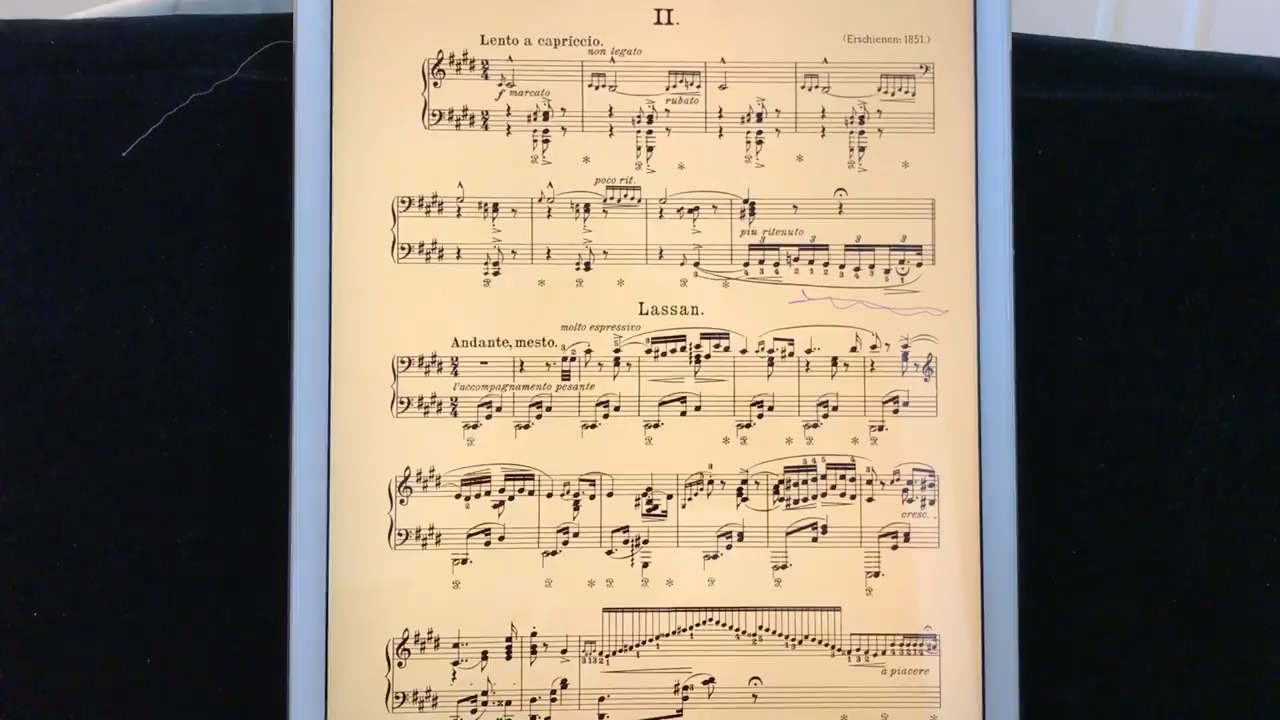 II.
Lento a capriccio.
(Erschienen: 1851.)
non legato
f marcato
rubato
poco rit.
più ritenuto
Lassan.
molto espressivo
Andante, mesto.
l'accompagnamento pesante
cresc.
a piacere